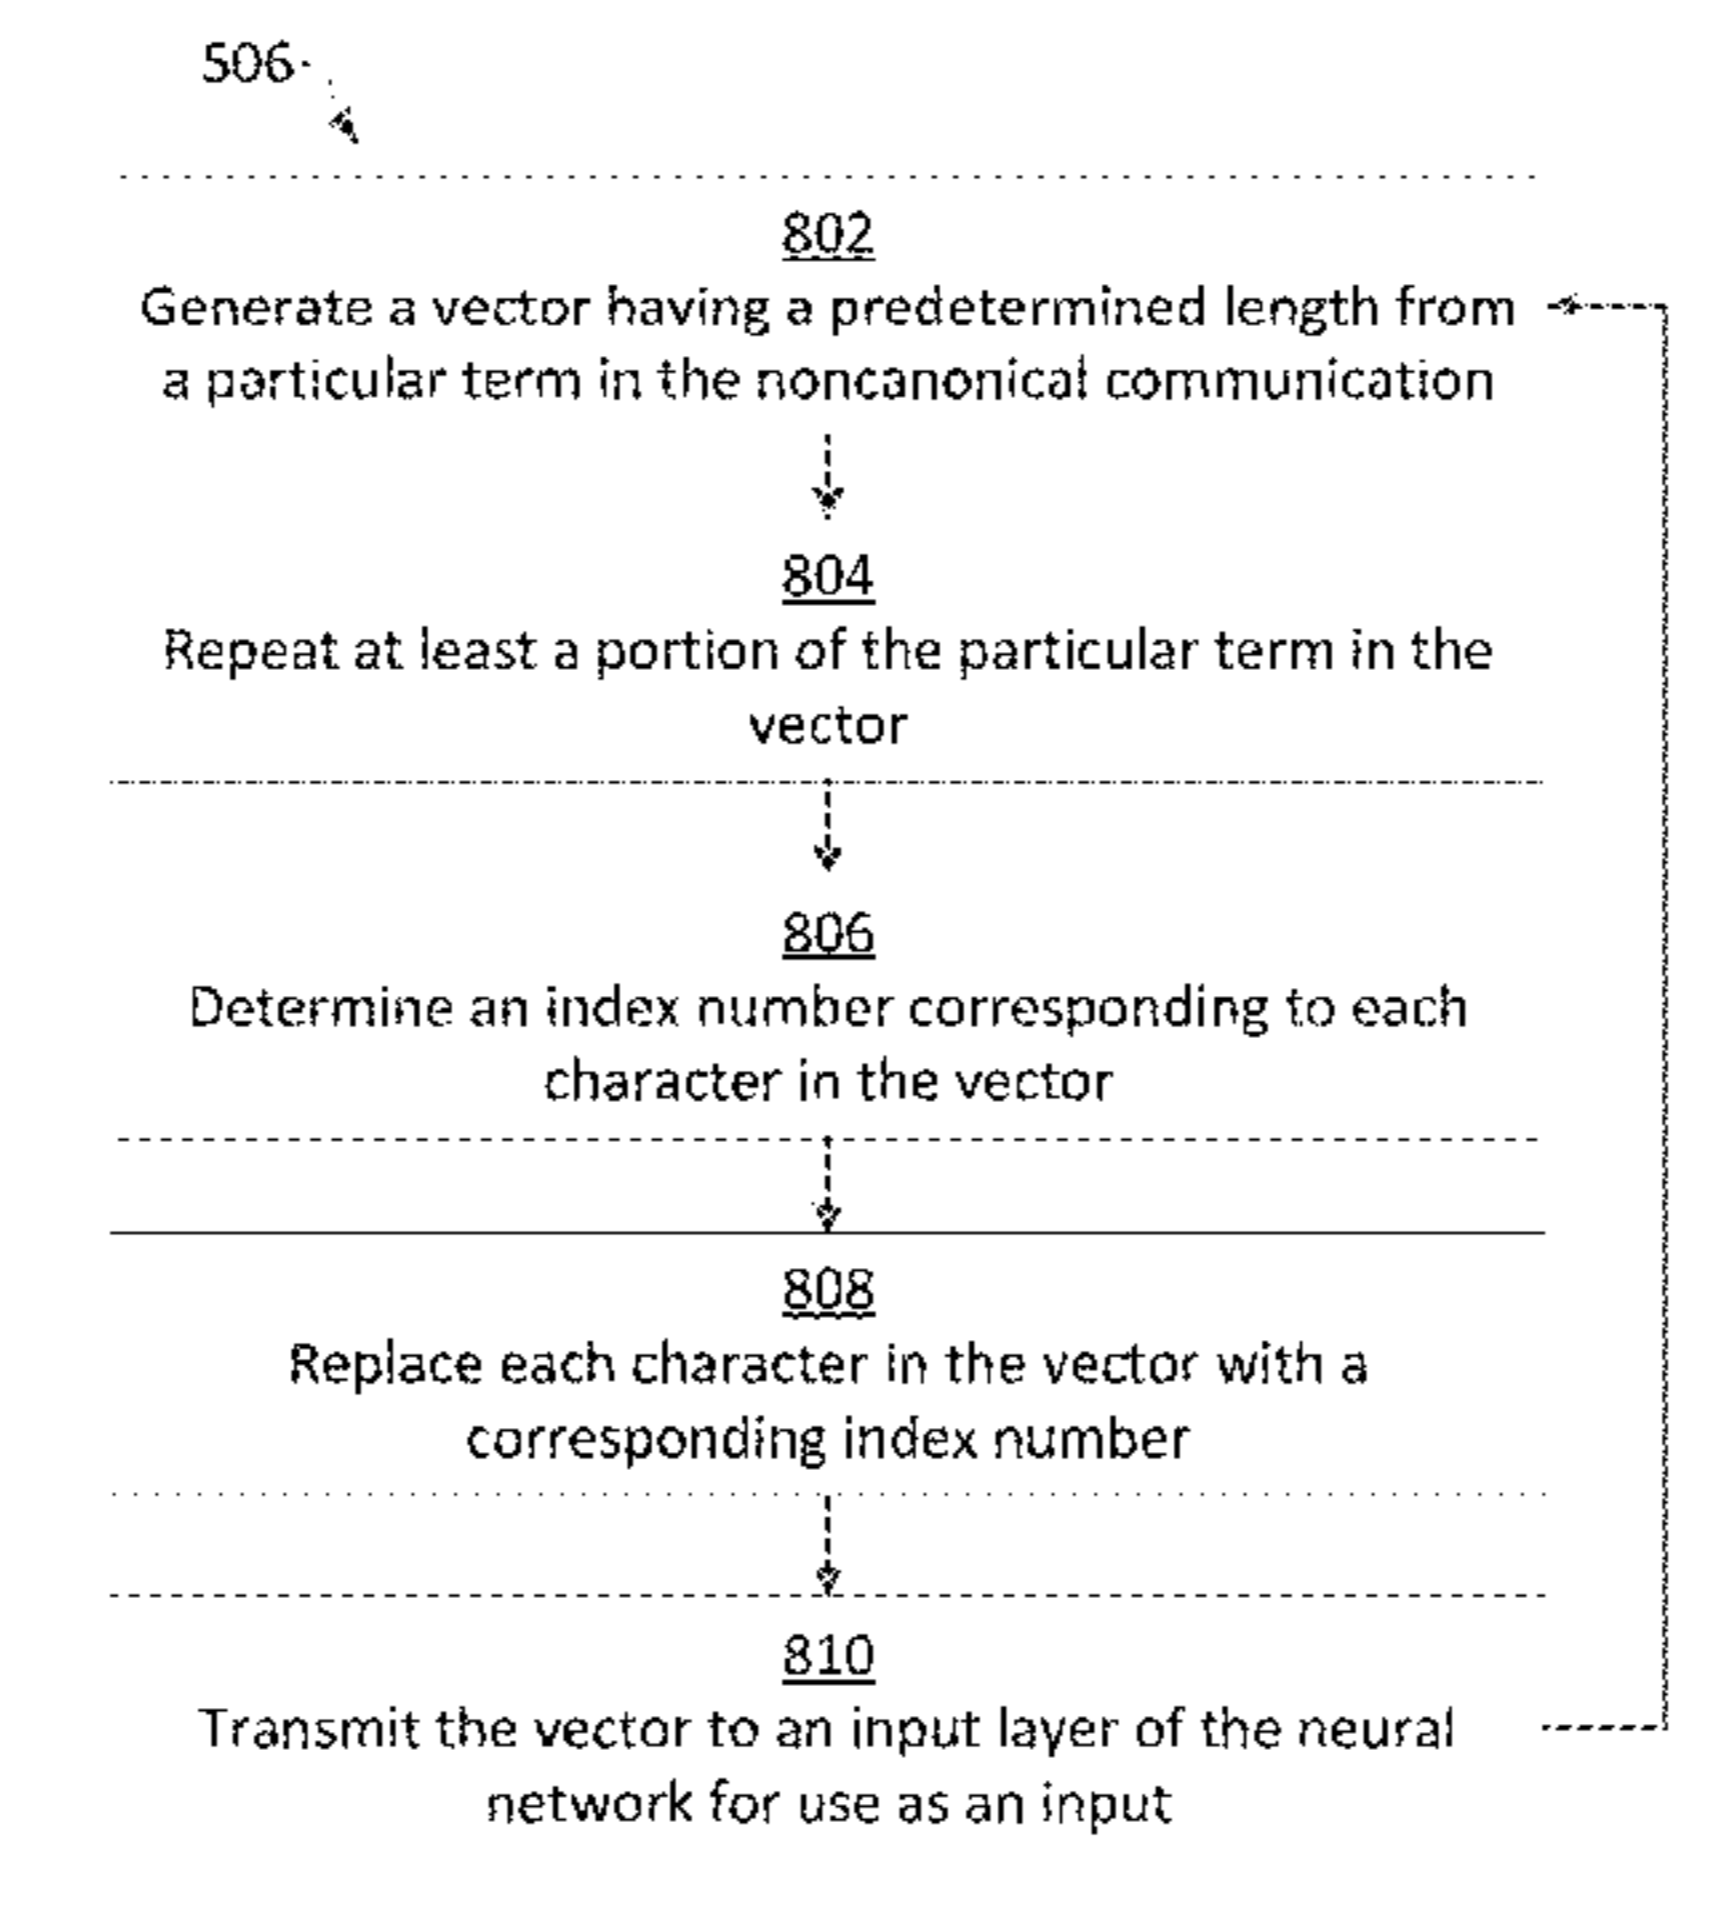 506
802
Generate a vector having a predetermined length from
a particular term in the noncanonical communication
804
Repeat at least a portion of the particular term in the
vector
806
Determine an index number corresponding to each
character in the vector
808
Replace each character in the vector with a
corresponding index number
810
Transmit the vector to an input layer of the neural
network for use as an input